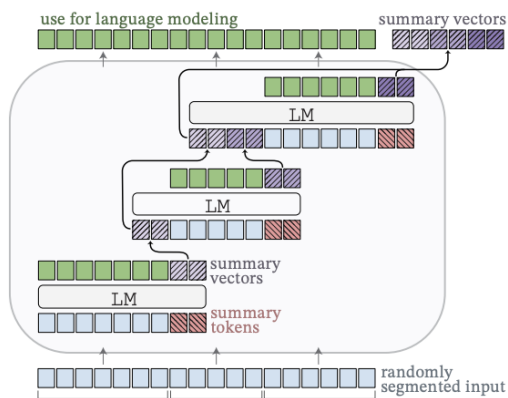 use for language modeling
summary vectors
LM
LM
summary
vectors
LM
summary
tokens
randomly
segmented input